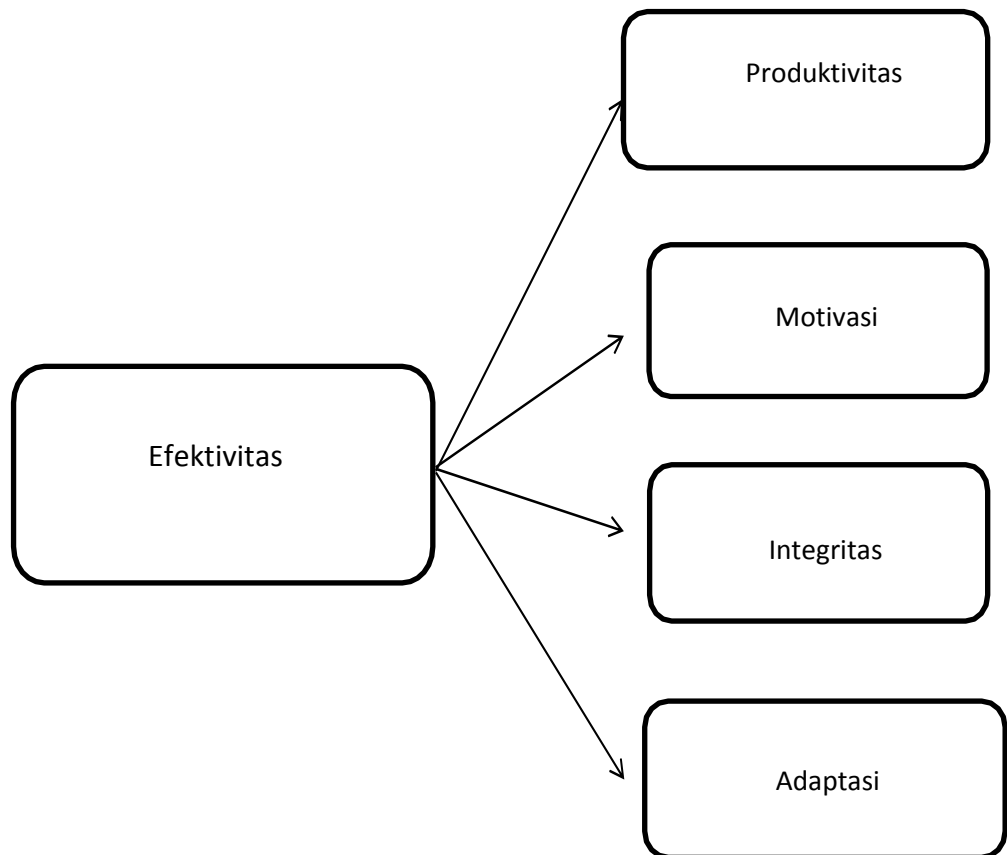 Produktivitas
Motivasi
Efektivitas
Integritas
Adaptasi